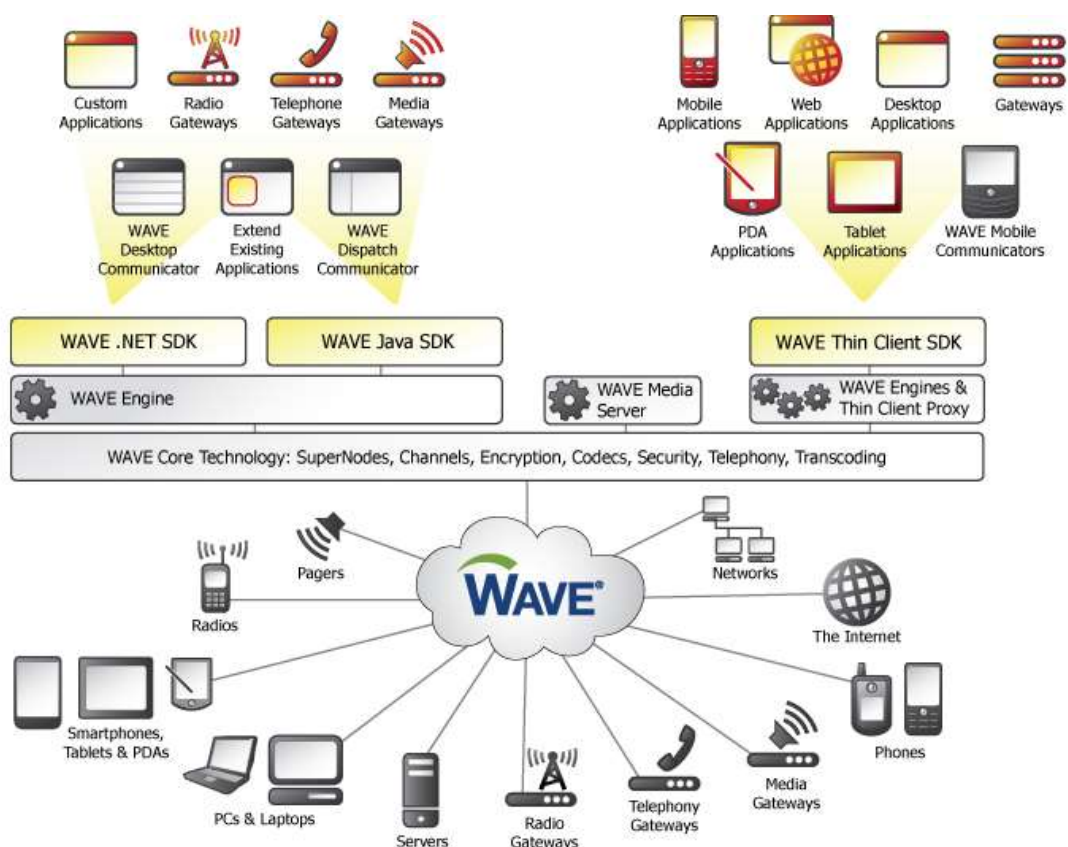 Custom
Applications
Radio
Gateways
Telephone
Gateways
Media
Gateways
Mobile
Applications
Web
Applications
Desktop
Applications
Gateways
WAVE
Desktop
Communicator
Extend
Existing
Applications
WAVE
Dispatch
Communicator
PDA
Applications
Tablet
Applications
WAVE Mobile
Communicators
WAVE .NET SDK
WAVE Java SDK
WAVE Thin Client SDK
WAVE Engine
WAVE Media
Server
WAVE Engines &
Thin Client Proxy
WAVE Core Technology: SuperNodes, Channels, Encryption, Codecs, Security, Telephony, Transcoding
Pagers
Networks
Radios
WAVE®
The Internet
Smartphones,
Tablets & PDAs
Phones
PCs & Laptops
Servers
Radio
Gateways
Telephony
Gateways
Media
Gateways